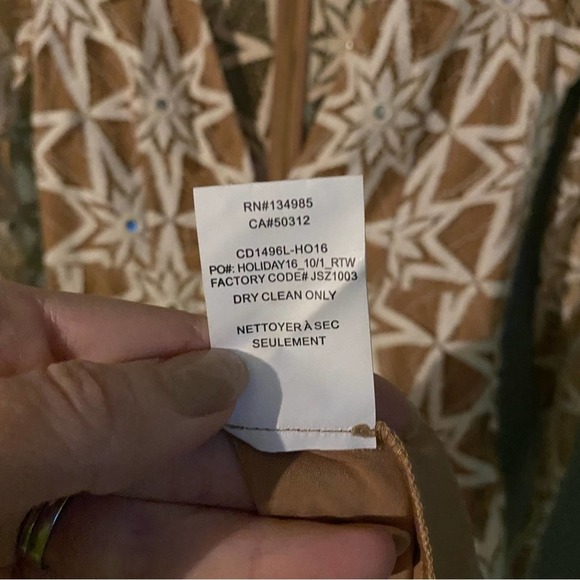 RN#134985
CA#50312
CD1496L-HO16
PO#: HOLIDAY16_10/1_RTW
FACTORY CODE# JSZ1003
DRY CLEAN ONLY
NETTOYER À SEC
SEULEMENT